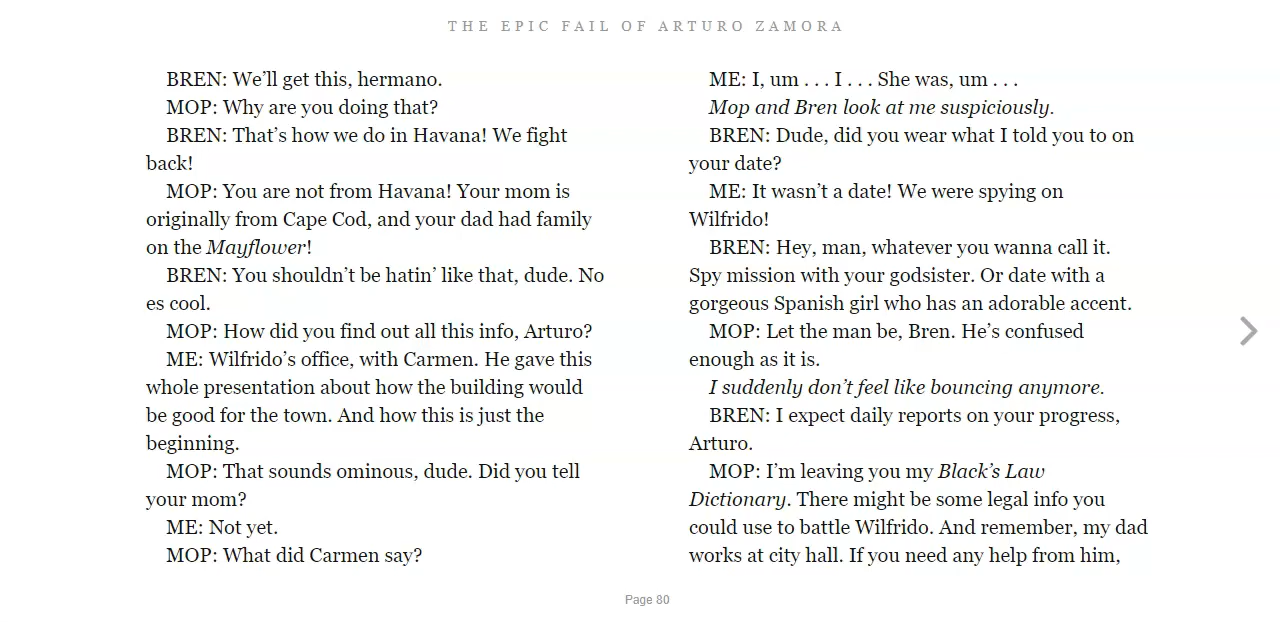 THE EPIC FAIL OF ARTURO ZAMORA
BREN: We’ll get this, hermano.
MOP: Why are you doing that?
BREN: That’s how we do in Havana! We fight
back!
MOP: You are not from Havana! Your mom is
originally from Cape Cod, and your dad had family
on the Mayflower!
BREN: You shouldn’t be hatin’ like that, dude. No
es cool.
MOP: How did you find out all this info, Arturo?
ME: Wilfrido’s office, with Carmen. He gave this
whole presentation about how the building would
be good for the town. And how this is just the
beginning.
MOP: That sounds ominous, dude. Did you tell
your mom?
ME: Not yet.
MOP: What did Carmen say?
ME: I, um . . . I . . . She was, um . . .
Mop and Bren look at me suspiciously.
BREN: Dude, did you wear what I told you to on
your date?
ME: It wasn’t a date! We were spying on
Wilfrido!
BREN: Hey, man, whatever you wanna call it.
Spy mission with your godsister. Or date with a
gorgeous Spanish girl who has an adorable accent.
MOP: Let the man be, Bren. He’s confused
enough as it is.
I suddenly don’t feel like bouncing anymore.
BREN: I expect daily reports on your progress,
Arturo.
MOP: I’m leaving you my Black’s Law
Dictionary. There might be some legal info you
could use to battle Wilfrido. And remember, my dad
works at city hall. If you need any help from him,
Page 80